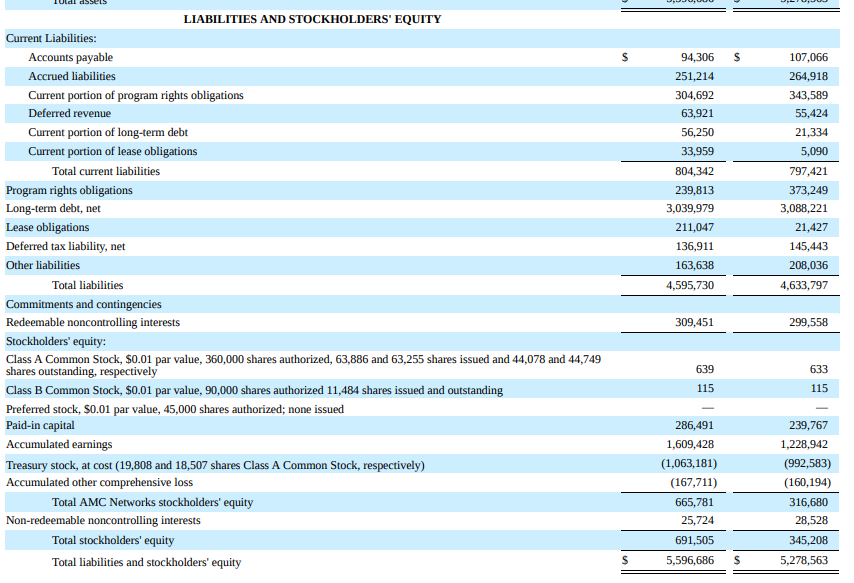 Total assets $ 5,596,686 $ 5,278,563
LIABILITIES AND STOCKHOLDERS' EQUITY
Current Liabilities:
Accounts payable $ 94,306 $ 107,066
Accrued liabilities 251,214 264,918
Current portion of program rights obligations 304,692 343,589
Deferred revenue 63,921 55,424
Current portion of long-term debt 56,250 21,334
Current portion of lease obligations 33,959 5,090
Total current liabilities 804,342 797,421
Program rights obligations 239,813 373,249
Long-term debt, net 3,039,979 3,088,221
Lease obligations 211,047 21,427
Deferred tax liability, net 136,911 145,443
Other liabilities 163,638 208,036
Total liabilities 4,595,730 4,633,797
Commitments and contingencies
Redeemable noncontrolling interests 309,451 299,558
Stockholders' equity:
Class A Common Stock, $0.01 par value, 360,000 shares authorized, 63,886 and 63,255 shares issued and 44,078 and 44,749
shares outstanding, respectively 639 633
Class B Common Stock, $0.01 par value, 90,000 shares authorized 11,484 shares issued and outstanding 115 115
Preferred stock, $0.01 par value, 45,000 shares authorized; none issued — —
Paid-in capital 286,491 239,767
Accumulated earnings 1,609,428 1,228,942
Treasury stock, at cost (19,808 and 18,507 shares Class A Common Stock, respectively) (1,063,181) (992,583)
Accumulated other comprehensive loss (167,711) (160,194)
Total AMC Networks stockholders' equity 665,781 316,680
Non-redeemable noncontrolling interests 25,724 28,528
Total stockholders' equity 691,505 345,208
Total liabilities and stockholders' equity $ 5,596,686 $ 5,278,563